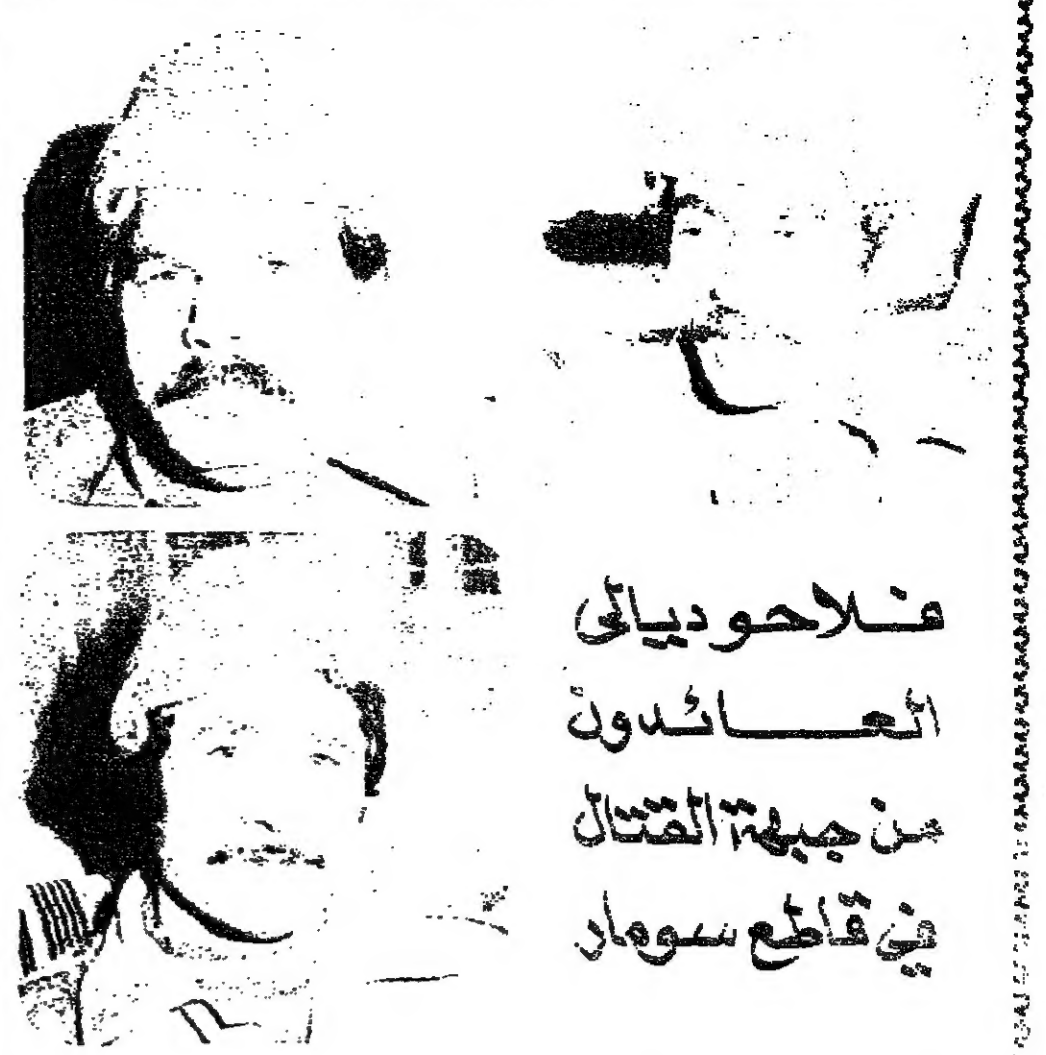 فلاحو ديالى
العائدون
من جبهة القتال
في قاطع سومار